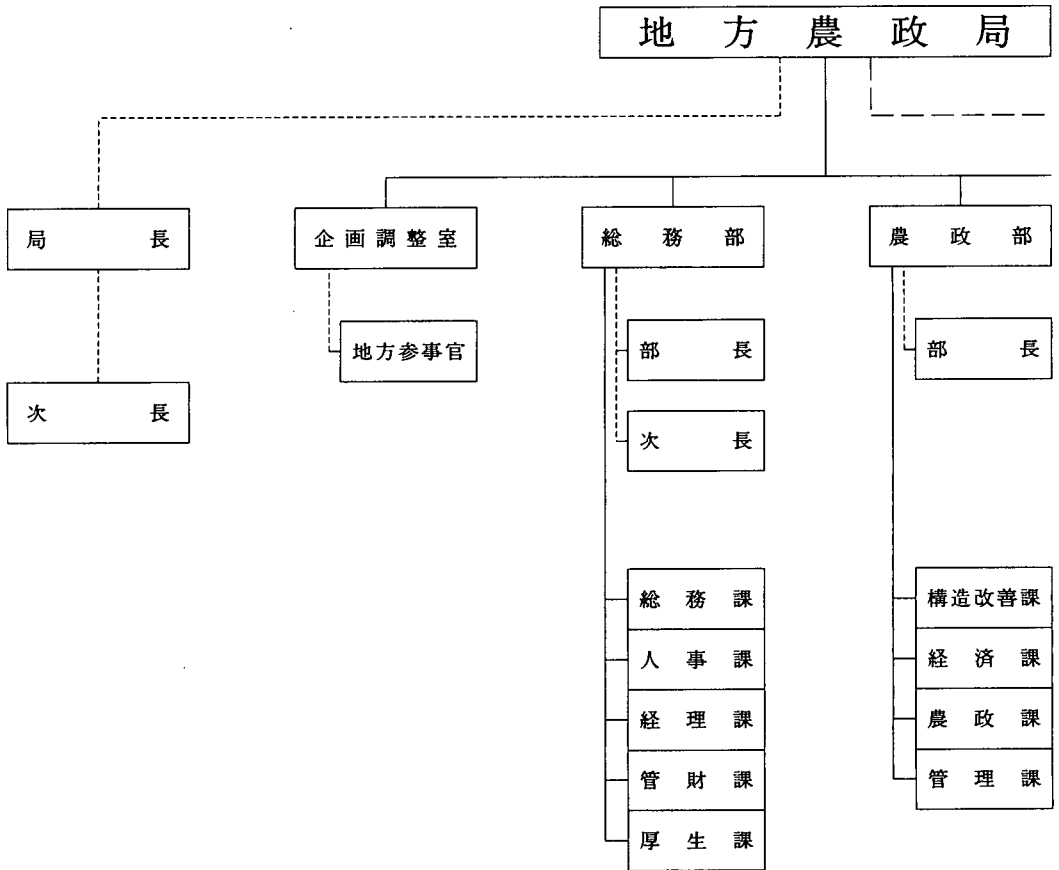 地方農政局
局長
企画調整室
総務部
農政部
地方参事官
部長
部長
次長
次長
総務課
構造改善課
人事課
経済課
経理課
農政課
管財課
管理課
厚生課